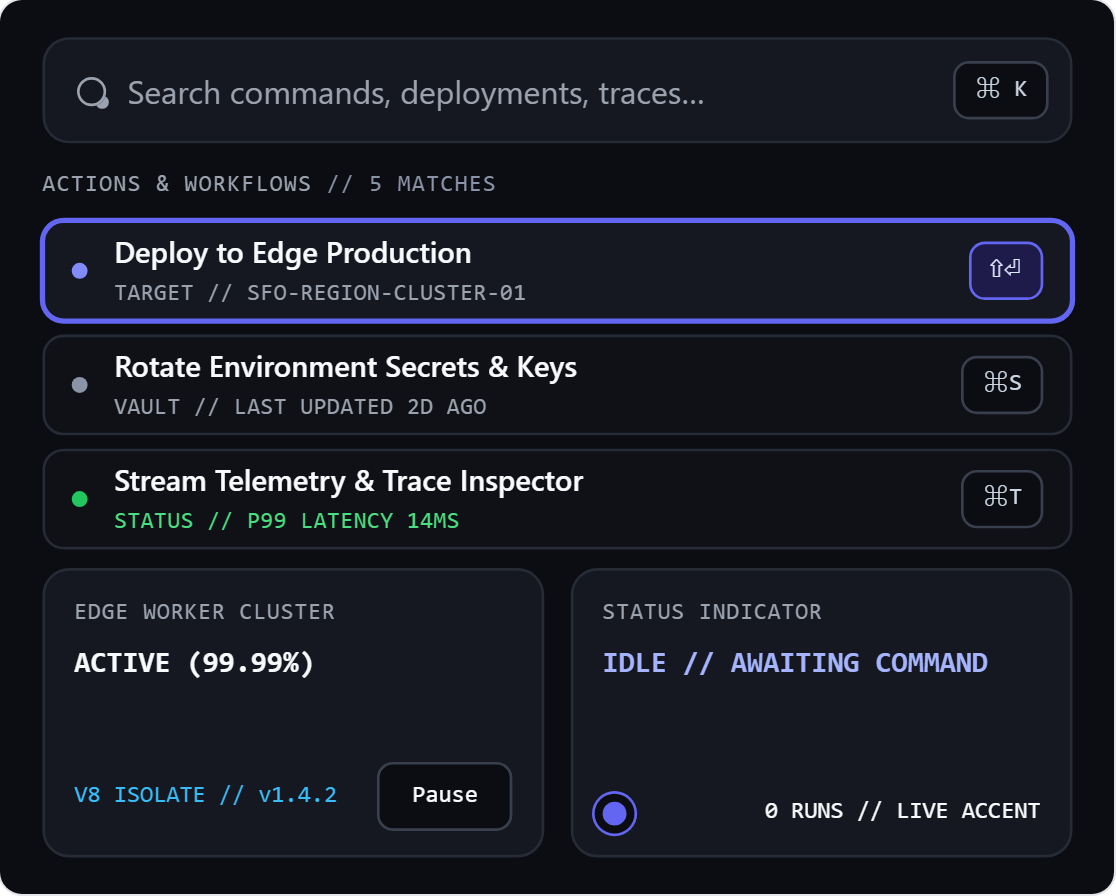 Search commands, deployments, traces... ⌘ K
ACTIONS & WORKFLOWS // 5 MATCHES
Deploy to Edge Production
TARGET // SFO-REGION-CLUSTER-01
⇧⏎
Rotate Environment Secrets & Keys
VAULT // LAST UPDATED 2D AGO
⌘S
Stream Telemetry & Trace Inspector
STATUS // P99 LATENCY 14MS
⌘T
EDGE WORKER CLUSTER
ACTIVE (99.99%)
V8 ISOLATE // v1.4.2
Pause
STATUS INDICATOR
IDLE // AWAITING COMMAND
0 RUNS // LIVE ACCENT